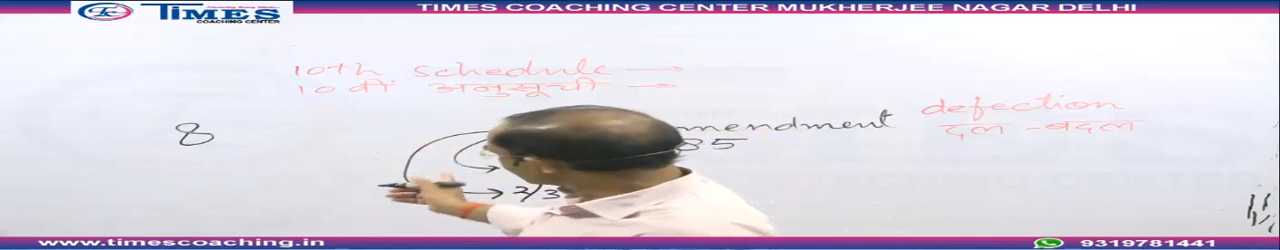 TIMES
COACHING CENTER
TIMES COACHING CENTER MUKHERJEE NAGAR DELHI
10th schedule →
10वीं अनुसूची →
defection
दल-बदल
8
mendment
85
→ 2/3
www.timescoaching.in
9319781441